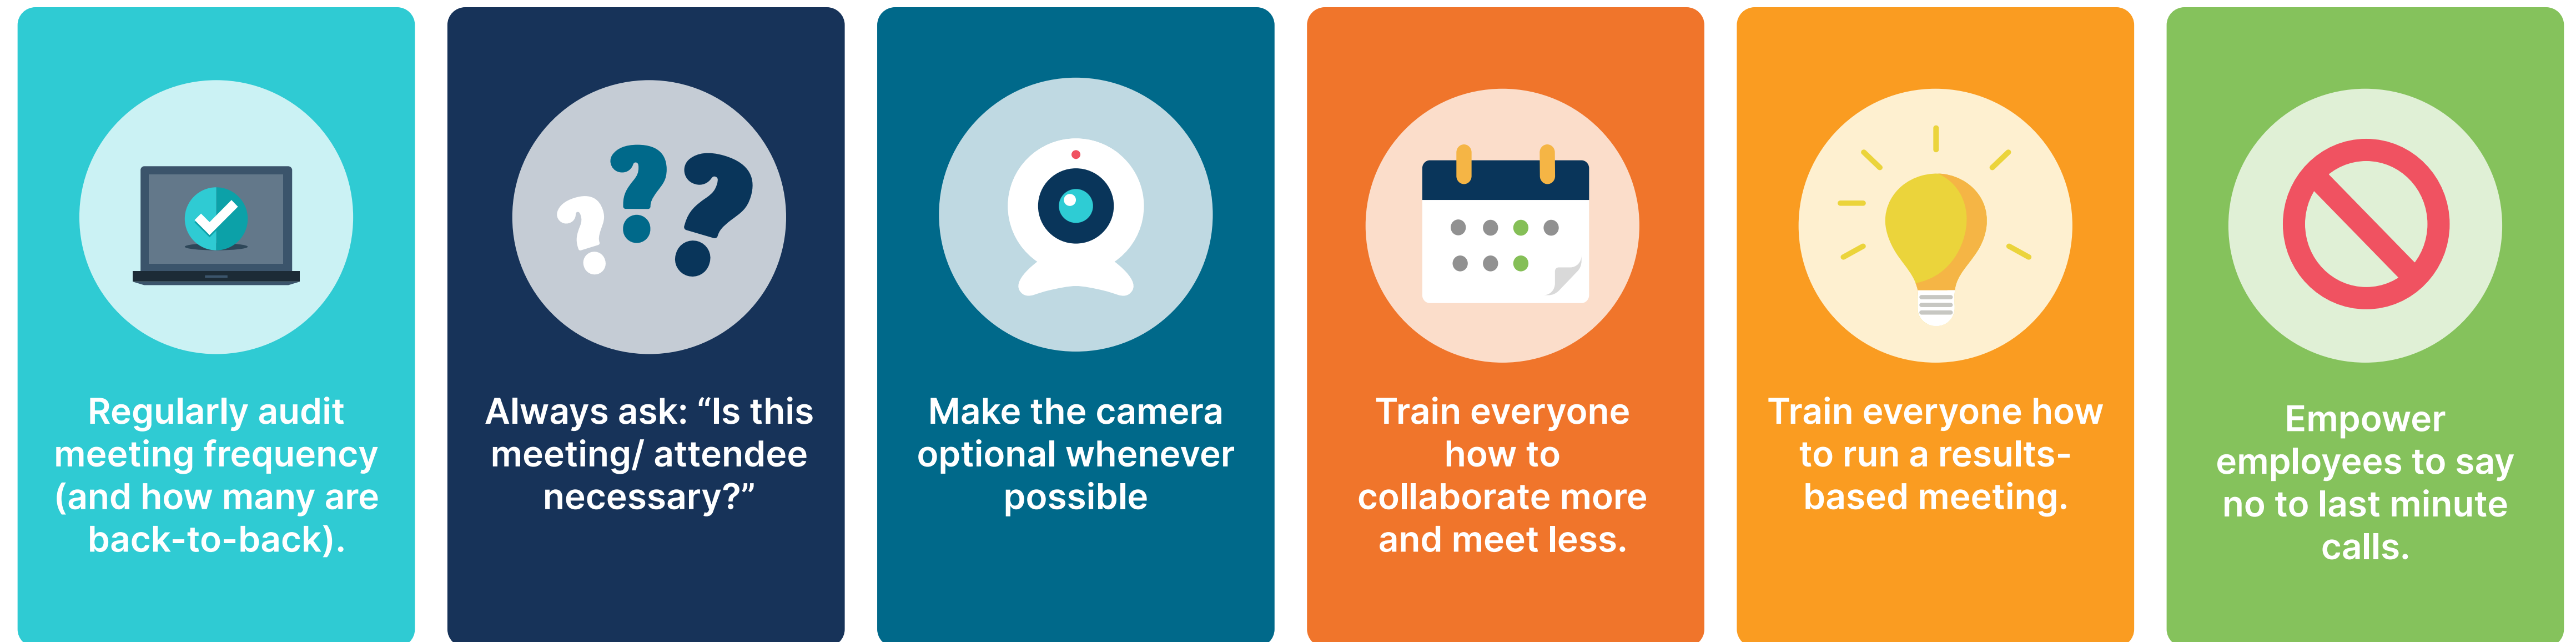 Regularly audit
meeting frequency
(and how many are
back-to-back).
Always ask: “Is this
meeting/ attendee
necessary?”
Make the camera
optional whenever
possible
Train everyone
how to
collaborate more
and meet less.
Train everyone how
to run a results-
based meeting.
Empower
employees to say
no to last minute
calls.